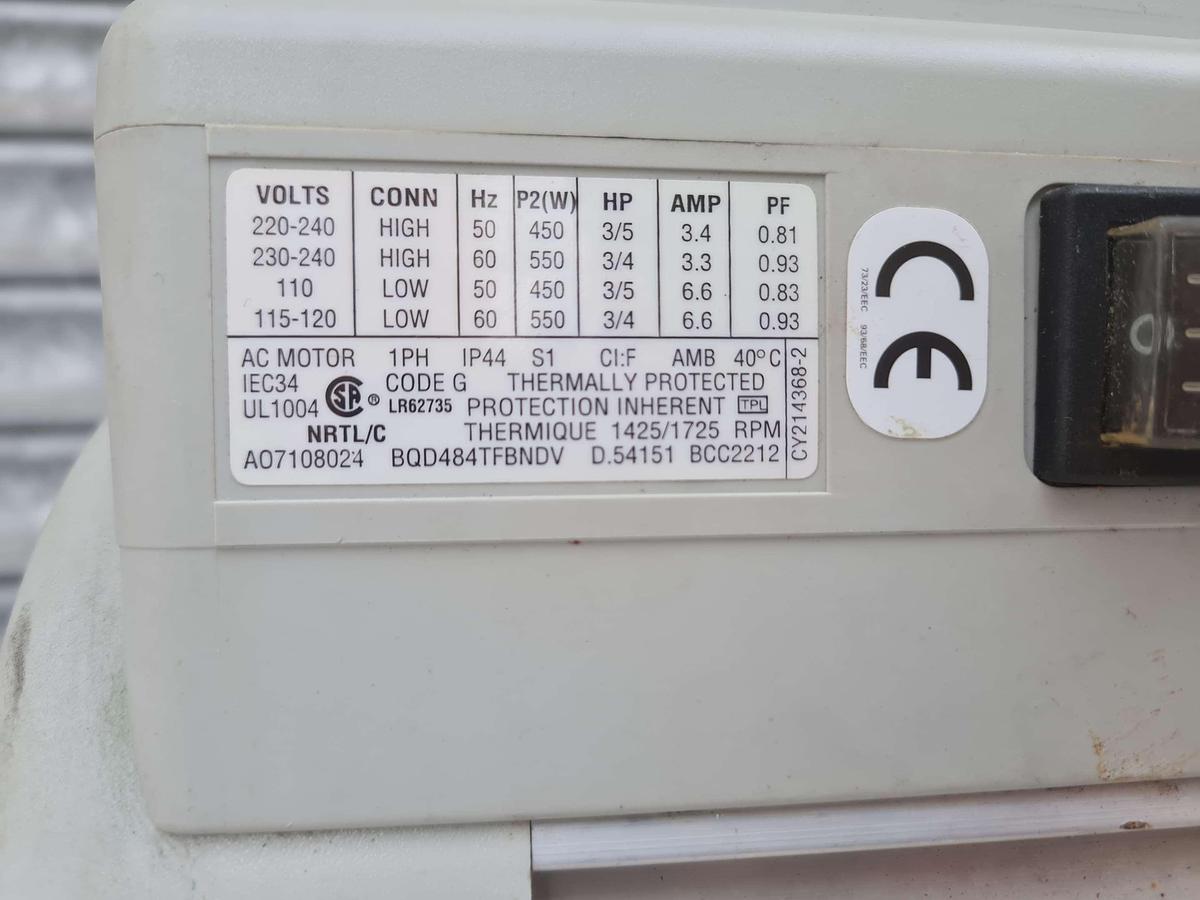 VOLTS CONN Hz P2(W) HP AMP PF
220-240 HIGH 50 450 3/5 3.4 0.81
230-240 HIGH 60 550 3/4 3.3 0.93
110 LOW 50 450 3/5 6.6 0.83
115-120 LOW 60 550 3/4 6.6 0.93
AC MOTOR 1PH IP44 S1 CI:F AMB 40°C
IEC34 CODE G THERMALLY PROTECTED
UL1004 SA ® LR62735 PROTECTION INHERENT TPL
NRTL/C THERMIQUE 1425/1725 RPM
AO7108024 BQD484TFBNDV D.54151 BCC2212
CY214368-2
CE
73/23/EEC 93/68/EEC